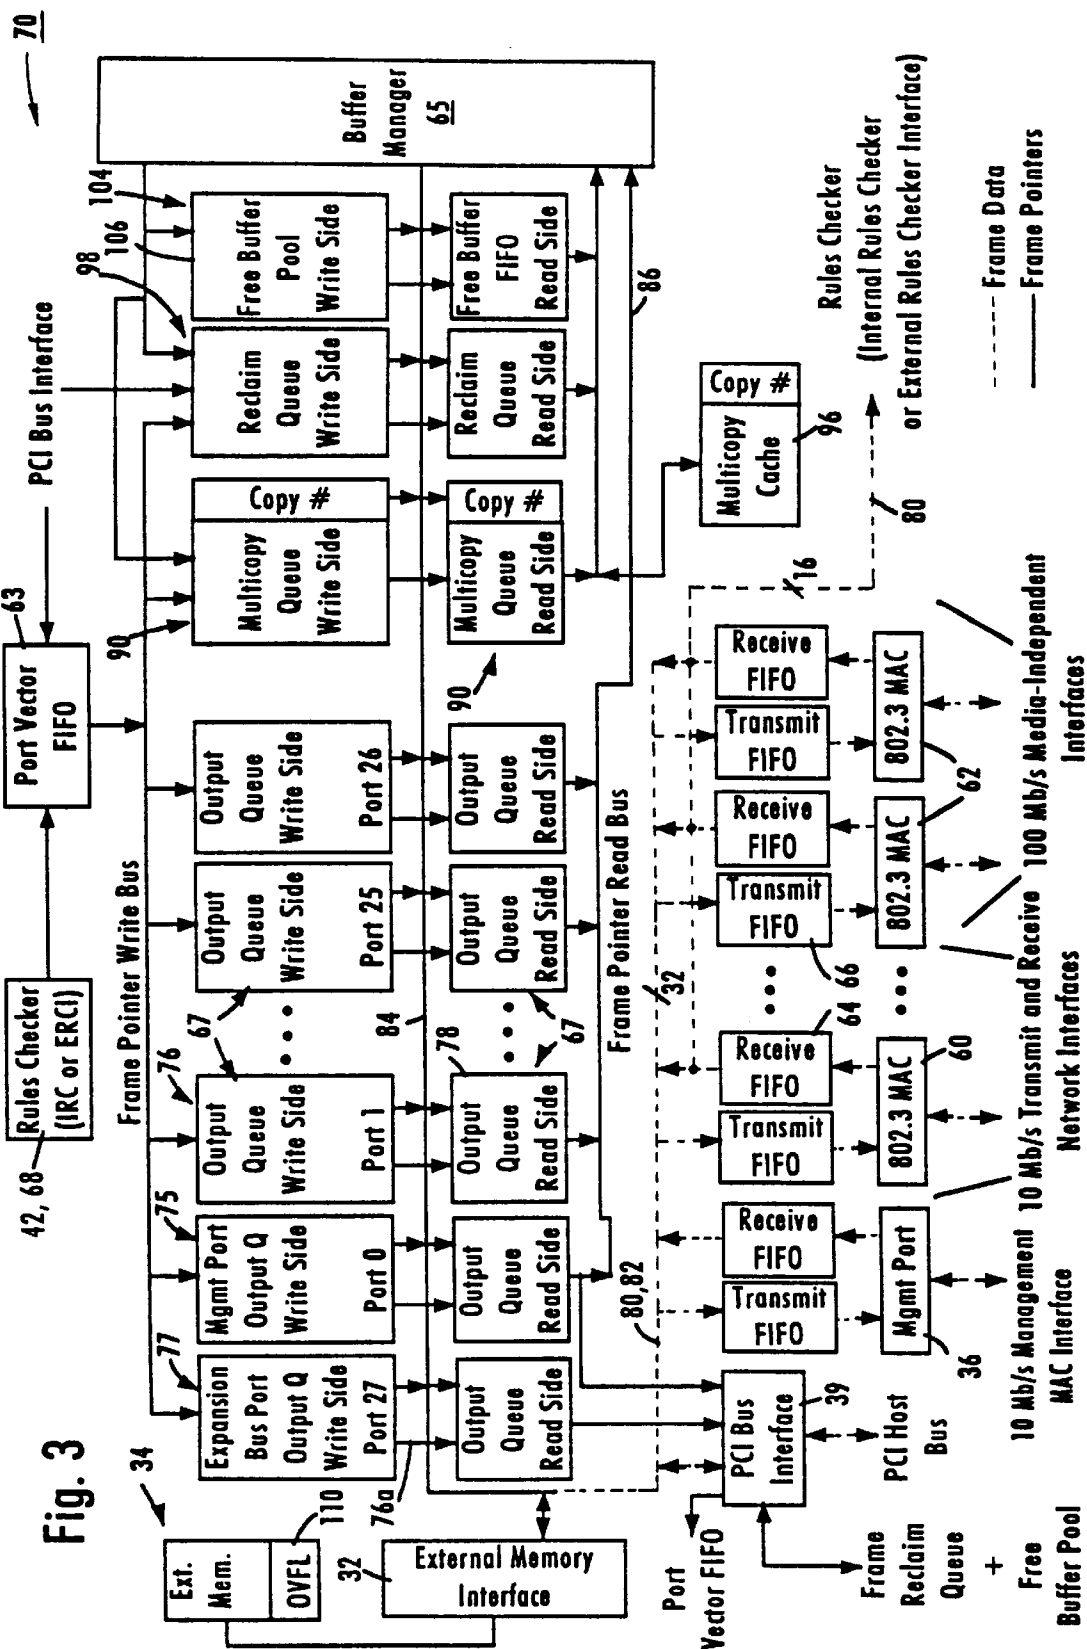 Fig. 3
70
42, 68
Rules Checker
(IRC or ERCI)
Port Vector
FIFO
63
PCI Bus Interface
34
Ext.
Mem.
OVFL
110
Frame Pointer Write Bus
77
Expansion
Bus Port
Output Q
Write Side
Port 27
75
Mgmt Port
Output Q
Write Side
Port 0
76
Output
Queue
Write Side
Port 1
67
Output
Queue
Write Side
Port 25
Output
Queue
Write Side
Port 26
90
Multicopy
Queue
Write Side
Copy #
98
Reclaim
Queue
Write Side
106
104
Free Buffer
Pool
Write Side
Buffer
Manager
65
76a
84
32
External Memory
Interface
Output
Queue
Read Side
Output
Queue
Read Side
78
Output
Queue
Read Side
67
Output
Queue
Read Side
Output
Queue
Read Side
90
Multicopy
Queue
Read Side
Copy #
Reclaim
Queue
Read Side
Free Buffer
FIFO
Read Side
Frame Pointer Read Bus
86
80,82
32
Port
Vector FIFO
PCI Bus
Interface
39
Transmit
FIFO
Receive
FIFO
Transmit
FIFO
Receive
FIFO
64
66
Transmit
FIFO
Receive
FIFO
Transmit
FIFO
Receive
FIFO
16
Multicopy
Cache
Copy #
96
80
Rules Checker
(Internal Rules Checker
or External Rules Checker Interface)
Mgmt Port
36
802.3 MAC
60
802.3 MAC
62
802.3 MAC
Frame
Reclaim
Queue
+
Free
Buffer Pool
PCI Host
Bus
10 Mb/s Management
MAC Interface
10 Mb/s Transmit and Receive
Network Interfaces
100 Mb/s Media-Independent
Interfaces
Frame Data
Frame Pointers